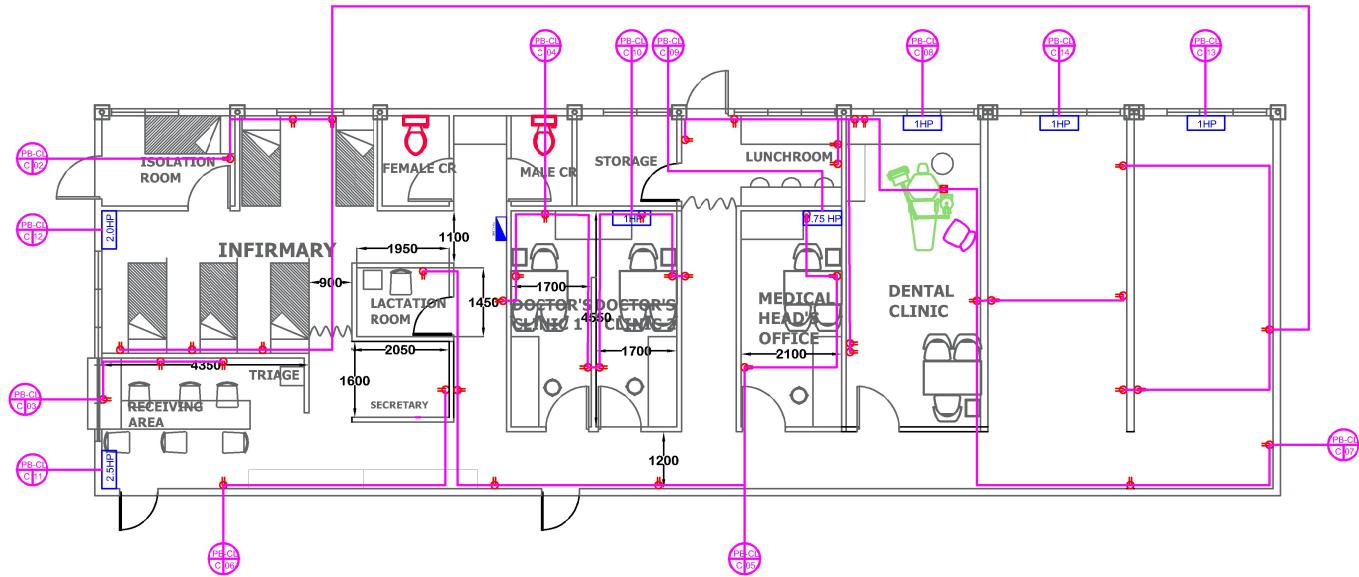 PB-CL
C 04
PB-CL
C 10
PB-CL
C 09
PB-CL
C 08
PB-CL
C 14
PB-CL
C 13
1HP
1HP
1HP
PB-CL
C 02
ISOLATION
ROOM
FEMALE CR
MALE CR
STORAGE
LUNCHROOM
PB-CL
C 12
2.0HP
1HP
.75 HP
INFIRMARY
1950
1100
900
LACTATION
ROOM
1450
1700
DOCTOR'S
CLINIC 1
4550
DOCTOR'S
CLINIC 2
MEDICAL
HEAD'S
OFFICE
DENTAL
CLINIC
2050
1700
2100
4350
TRIAGE
1600
SECRETARY
PB-CL
C 03
RECEIVING
AREA
1200
PB-CL
C 07
PB-CL
C 11
2.5HP
PB-CL
C 06
PB-CL
C 05